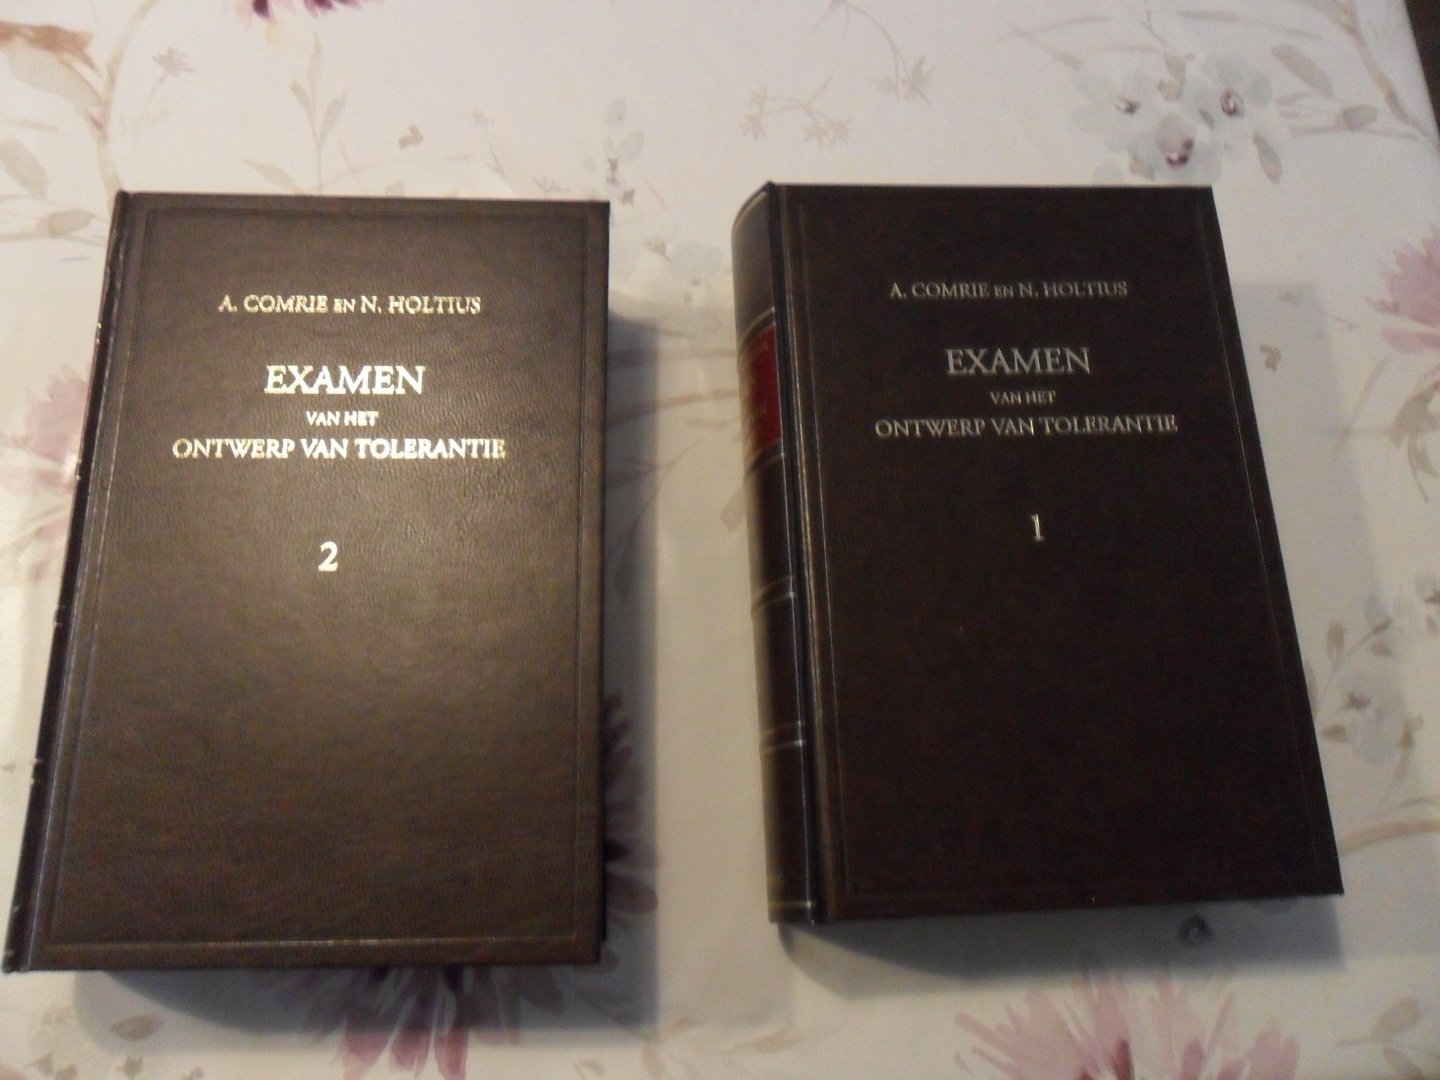 A. COMRIE EN N. HOLTIUS
EXAMEN
VAN HET
ONTWERP VAN TOLERANTIE
2
A. COMRIE EN N. HOLTIUS
EXAMEN
VAN HET
ONTWERP VAN TOLERANTIE
1